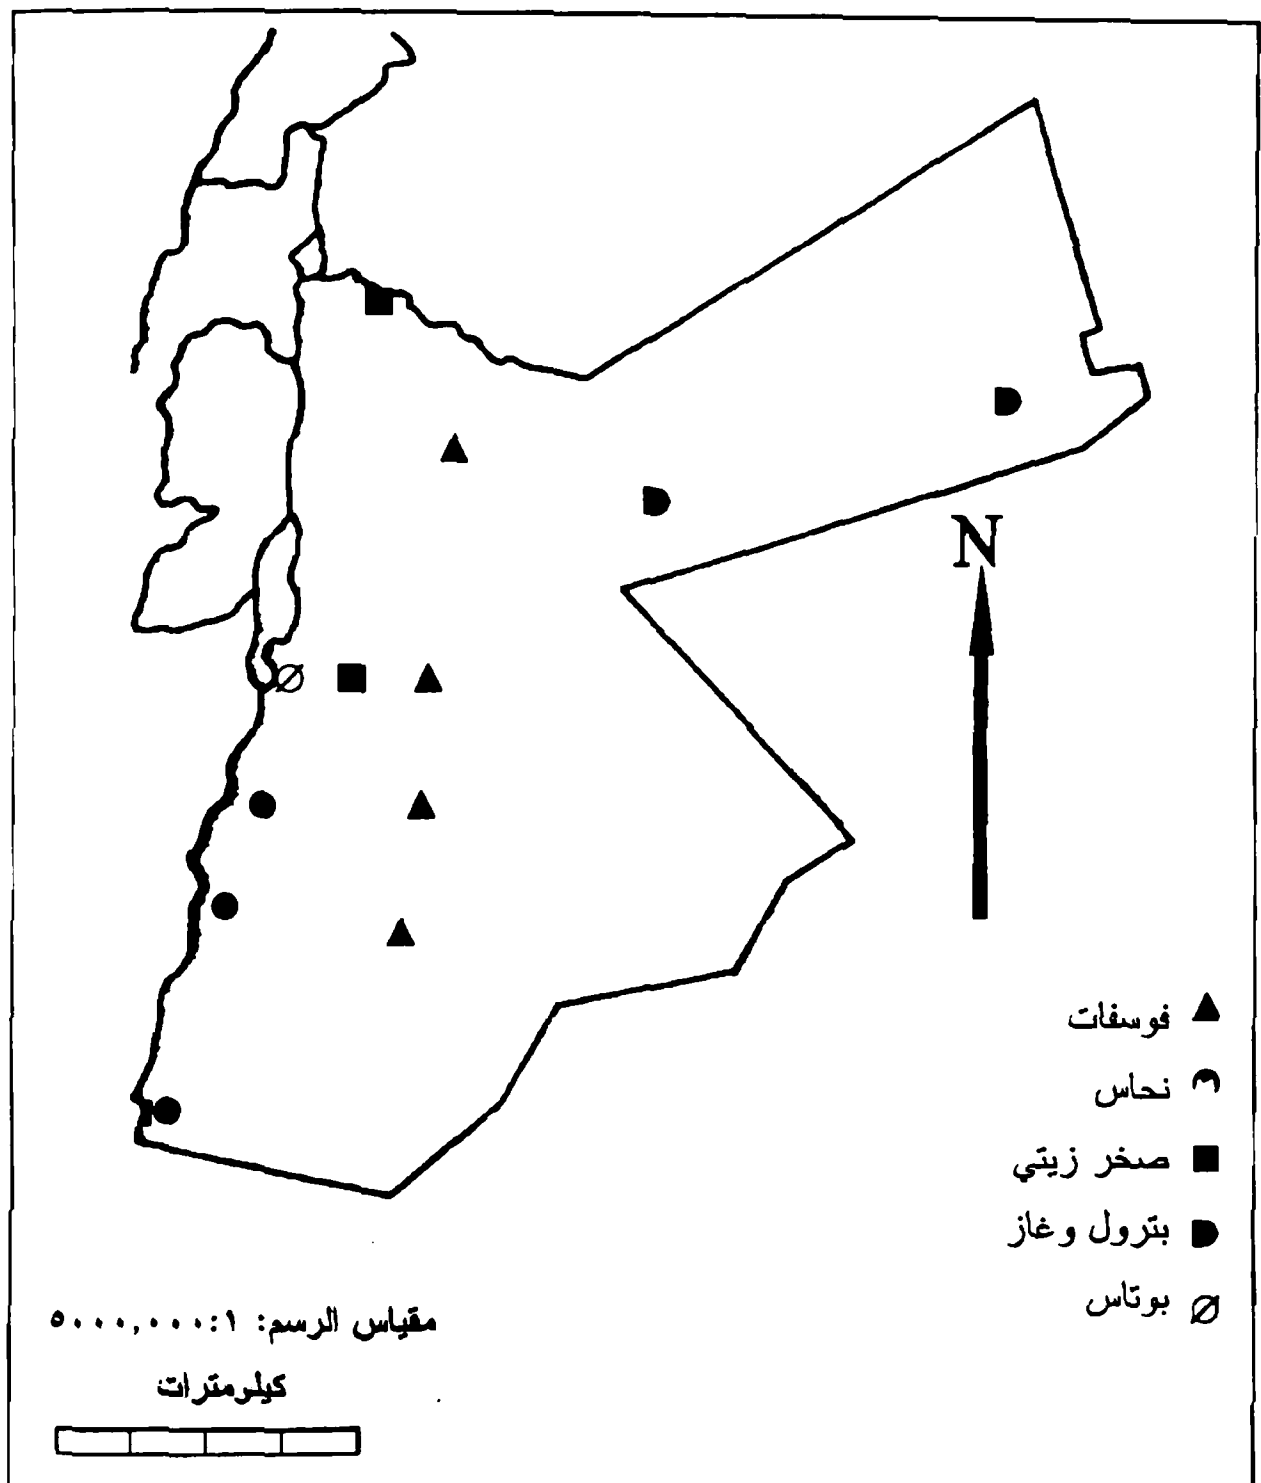 N
فوسفات
نحاس
صخر زيتي
بترول وغاز
بوتاس
مقياس الرسم: ١:٥٠٠٠,٠٠٠
كيلومترات